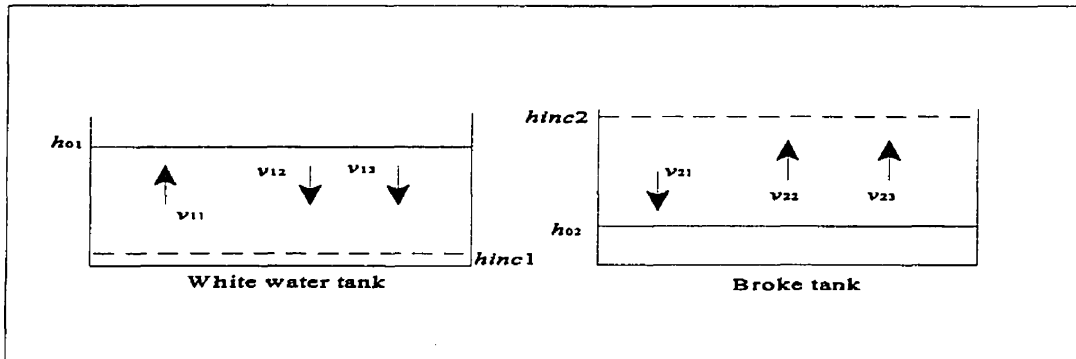 h01
v11
v12
v13
hinc1
White water tank
hinc2
v21
v22
v23
h02
Broke tank